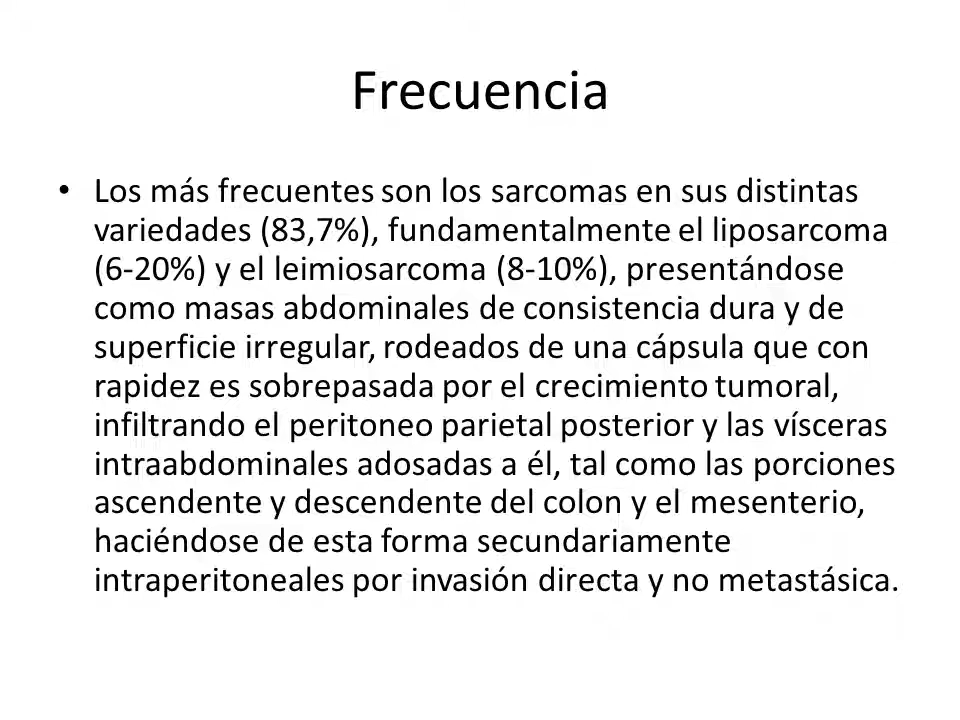 Frecuencia
• Los más frecuentes son los sarcomas en sus distintas
variedades (83,7%), fundamentalmente el liposarcoma
(6-20%) y el leimiosarcoma (8-10%), presentándose
como masas abdominales de consistencia dura y de
superficie irregular, rodeados de una cápsula que con
rapidez es sobrepasada por el crecimiento tumoral,
infiltrando el peritoneo parietal posterior y las vísceras
intraabdominales adosadas a él, tal como las porciones
ascendente y descendente del colon y el mesenterio,
haciéndose de esta forma secundariamente
intraperitoneales por invasión directa y no metastásica.